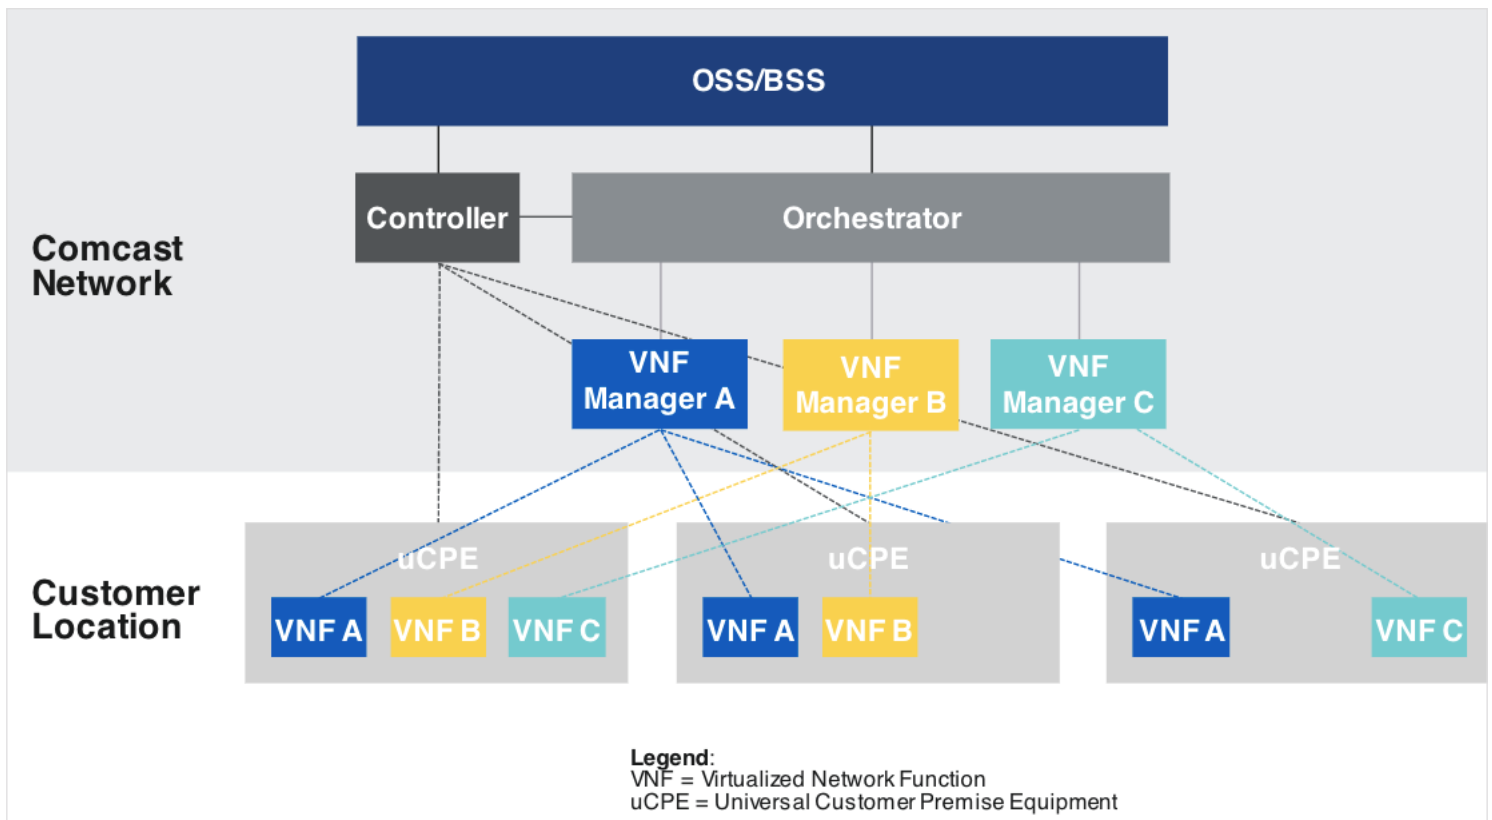 OSS/BSS
Controller
Orchestrator
Comcast
Network
VNF
Manager A
VNF
Manager B
VNF
Manager C
Customer
Location
uCPE
uCPE
uCPE
VNF A
VNF B
VNF C
VNF A
VNF B
VNF A
VNF C
Legend:
VNF = Virtualized Network Function
uCPE = Universal Customer Premise Equipment